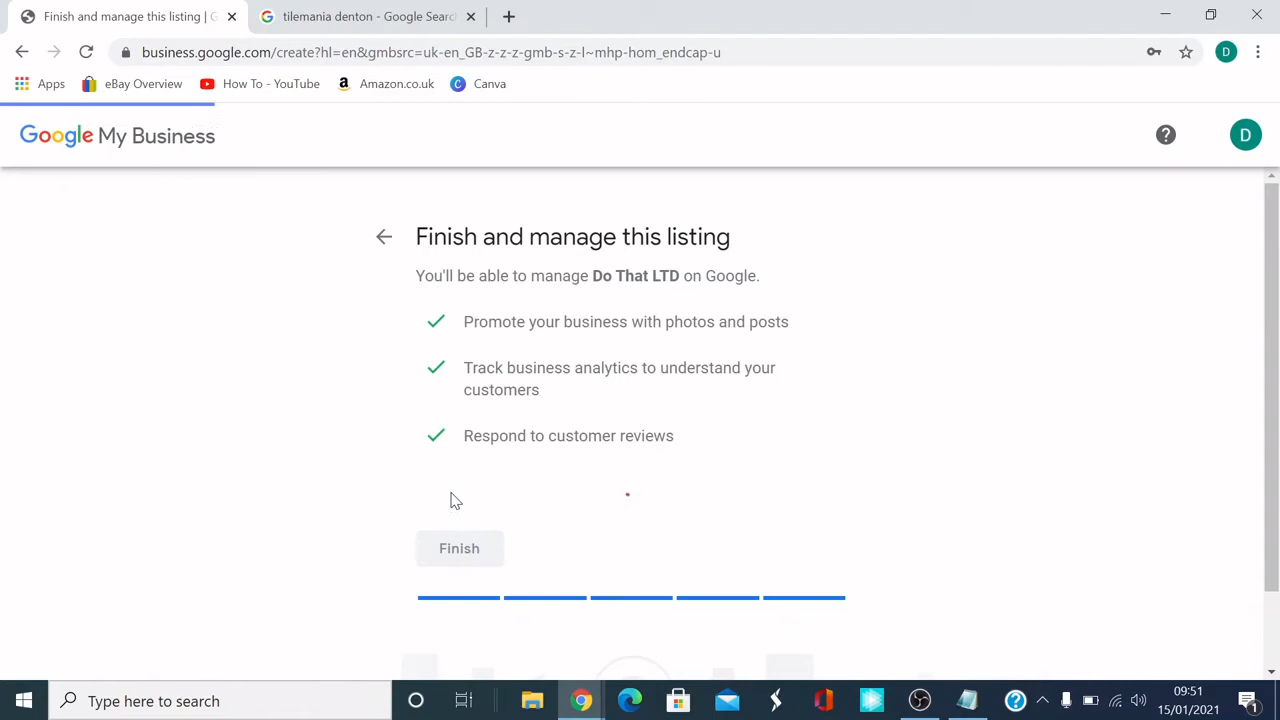 Finish and manage this listing | G
tilemania denton - Google Searc
business.google.com/create?hl=en&gmbsrc=uk-en_GB-z-z-z-gmb-s-z-l~mhp-hom_endcap-u
D
Apps
eBay Activity
How To - YouTube
Amazon.co.uk
Canva
Google My Business
D
Finish and manage this listing
You'll be able to manage Do That LTD on Google.
Promote your business with photos and posts
Track business analytics to understand your
customers
Respond to customer reviews
Finish
Type here to search
09:51
15/01/2021
1